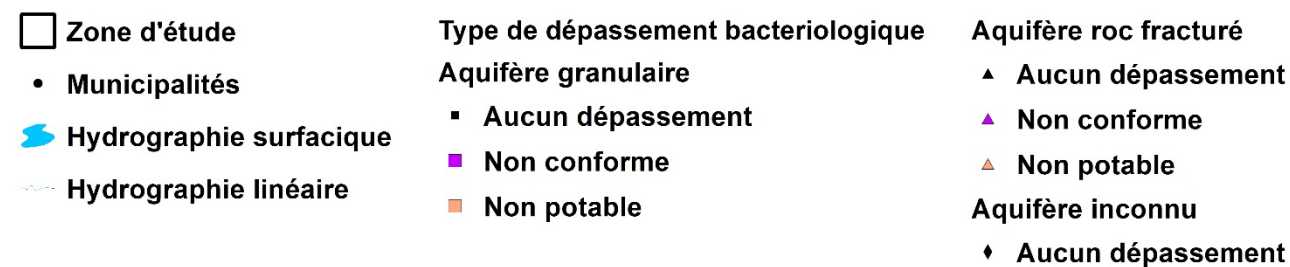 Zone d'étude
Municipalités
Hydrographie surfacique
Hydrographie linéaire
Type de dépassement bacteriologique
Aquifère granulaire
Aucun dépassement
Non conforme
Non potable
Aquifère roc fracturé
Aucun dépassement
Non conforme
Non potable
Aquifère inconnu
Aucun dépassement